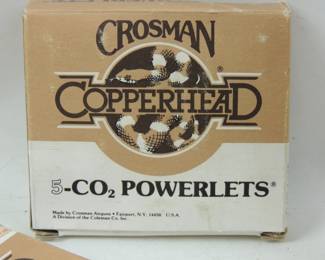 CROSMAN®
COPPERHEAD
5-CO₂ POWERLETS®
Made by Crosman Airguns • Fairport, N.Y. 14450 U.S.A.
A Division of the Coleman Co. Inc.